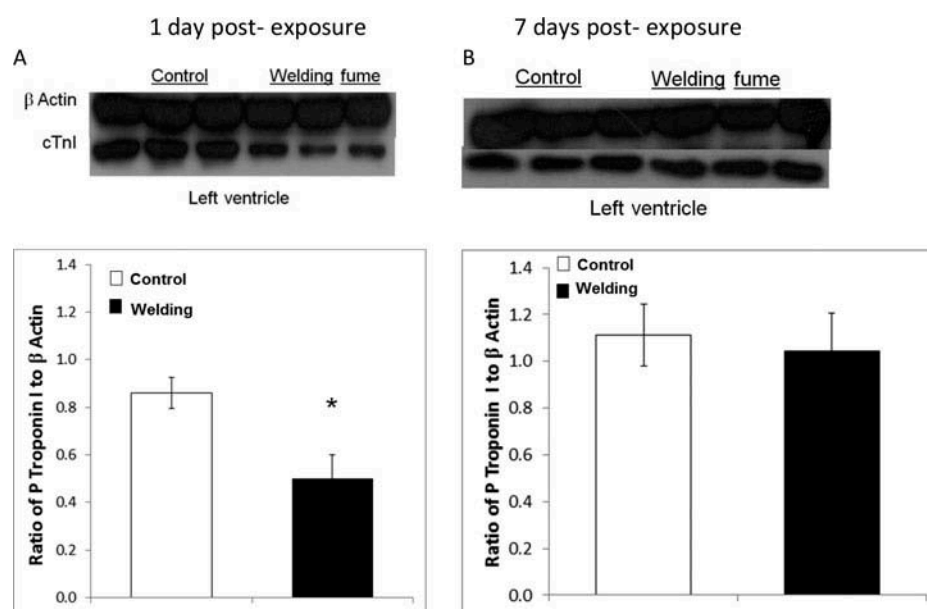 1 day post- exposure
A
Control Welding fume
β Actin
cTnI
Left ventricle
Ratio of P Troponin I to β Actin
1.4
1.2
1.0
0.8
0.6
0.4
0.2
0.0
Control
Welding
*
7 days post- exposure
B
Control Welding fume
Left ventricle
Ratio of P Troponin I to β Actin
1.4
1.2
1.0
0.8
0.6
0.4
0.2
0.0
Control
Welding